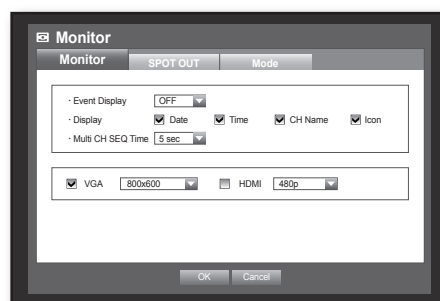 Monitor
Monitor SPOT OUT Mode
· Event Display OFF
· Display Date Time CH Name Icon
· Multi CH SEQ Time 5 sec
VGA 800x600 HDMI 480p
OK Cancel